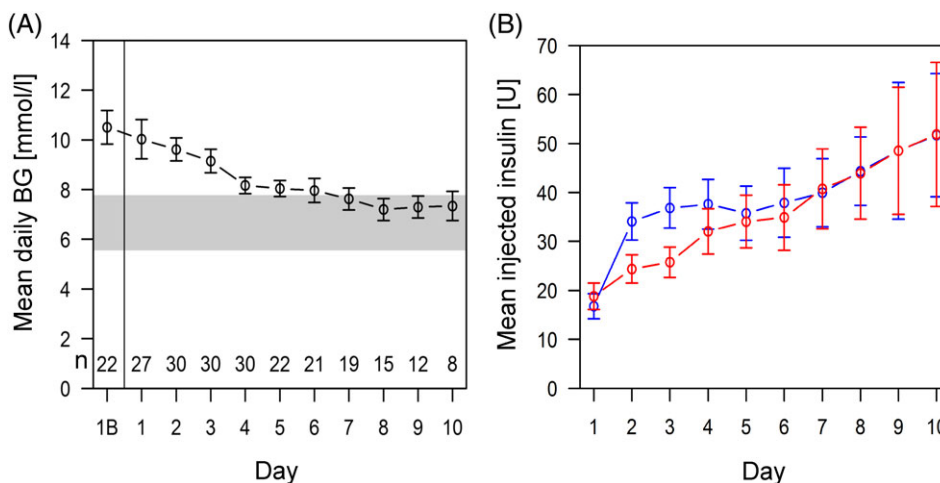 (A)
Mean daily BG [mmol/l]
14
12
10
8
6
4
2
0
n 22 27 30 30 30 22 21 19 15 12 8
1B 1 2 3 4 5 6 7 8 9 10
Day
(B)
Mean injected insulin [U]
70
60
50
40
30
20
10
0
1 2 3 4 5 6 7 8 9 10
Day